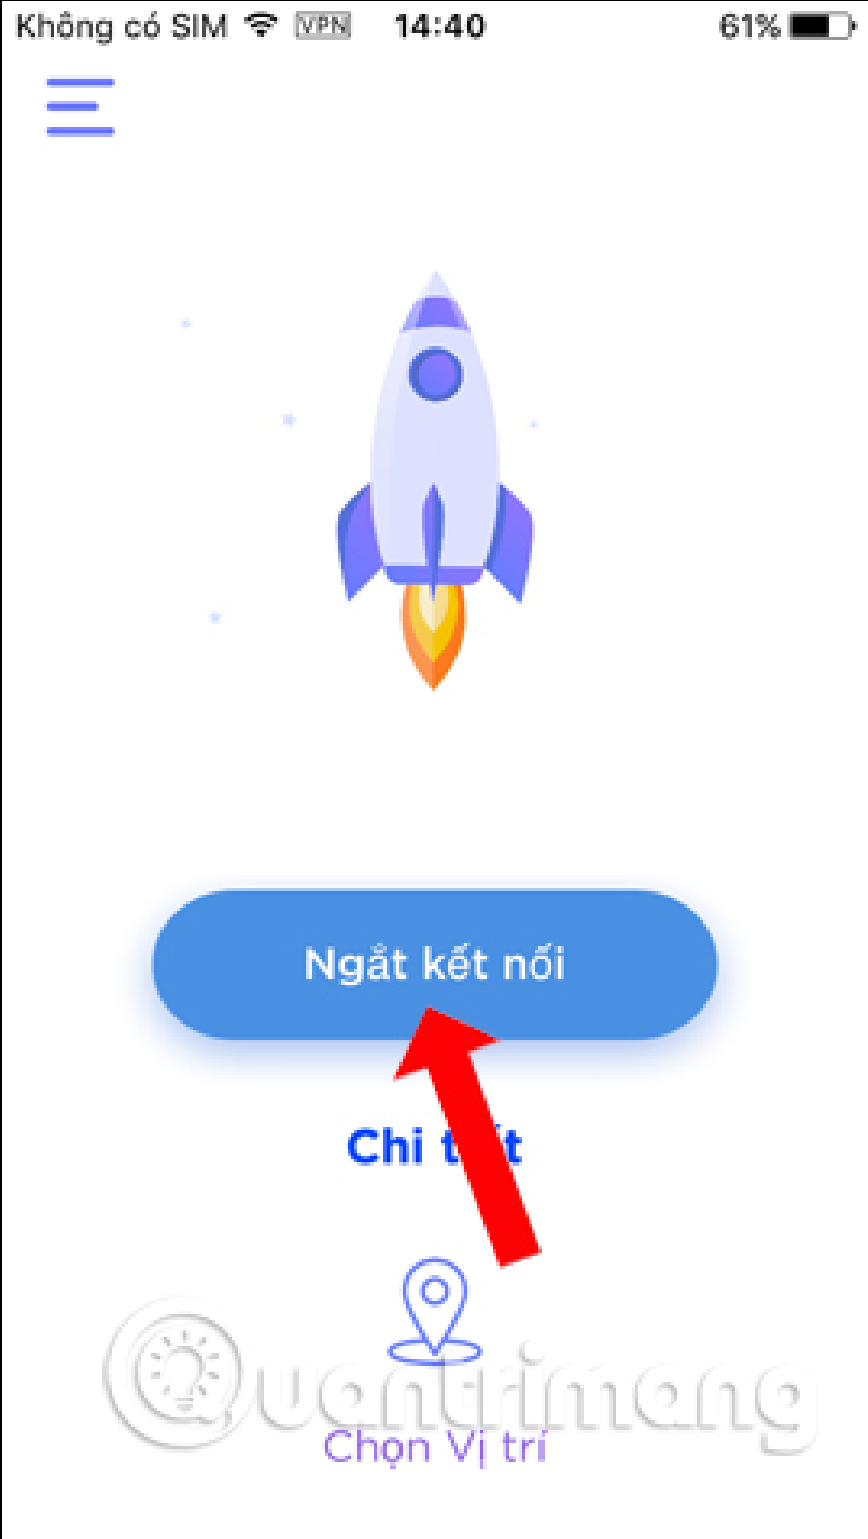 Không có SIM VPN 14:40 61%
Ngắt kết nối
Chi
Quantrimang
Chọn Vị trí